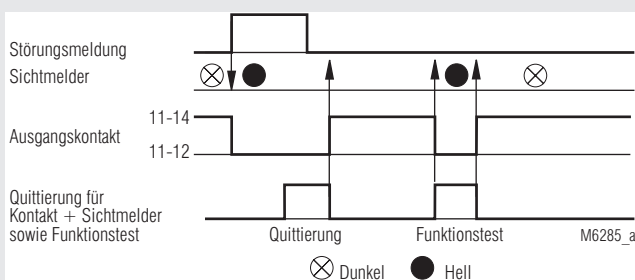 Störungsmeldung
Sichtmelder
11-14
Ausgangskontakt
11-12
Quittierung für
Kontakt + Sichtmelder
sowie Funktionstest
Quittierung
Funktionstest
M6285_a
Dunkel
Hell